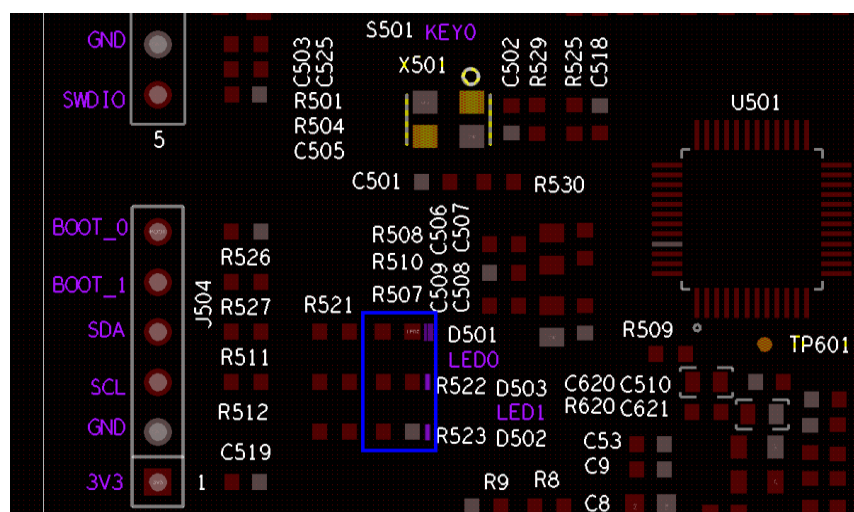 GND
S501 KEY0
C503
C525
X501
C502
R529
R525
C518
SWDIO
R501
U501
5
R504
C505
C501
R530
BOOT_0
R508
C506
C507
R526
R510
BOOT_1
R507
C509
C508
J504
R527
R521
SDA
D501
R509
TP601
R511
LED0
SCL
R522 D503 C620 C510
R512
LED1 R620 C621
GND
R523 D502 C53
C519
C9
3V3
1
R9 R8
C8